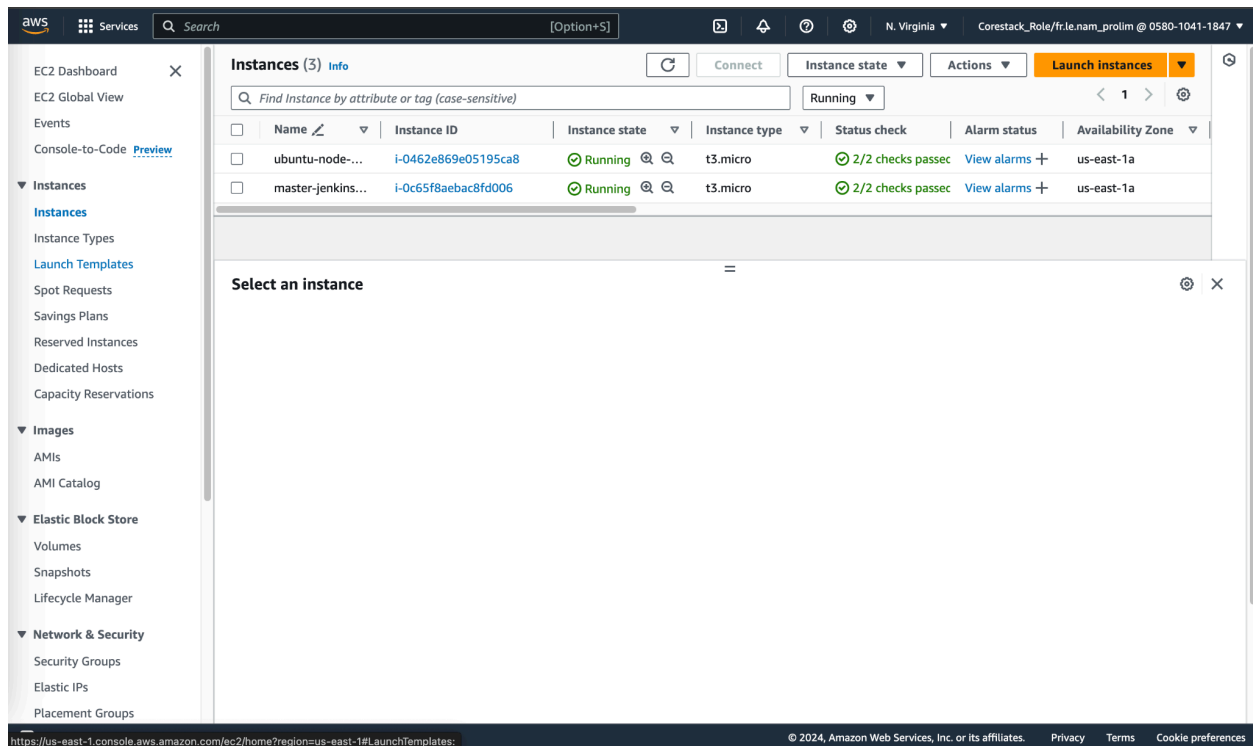 aws Services Search [Option+S] N. Virginia Corestack_Role/fr.le.nam_prolim @ 0580-1041-1847
EC2 Dashboard
EC2 Global View
Events
Console-to-Code Preview
Instances
Instances
Instance Types
Launch Templates
Spot Requests
Savings Plans
Reserved Instances
Dedicated Hosts
Capacity Reservations
Images
AMIs
AMI Catalog
Elastic Block Store
Volumes
Snapshots
Lifecycle Manager
Network & Security
Security Groups
Elastic IPs
Placement Groups
Instances (3) Info Connect Instance state Actions Launch instances
Find Instance by attribute or tag (case-sensitive) Running 1
Name Instance ID Instance state Instance type Status check Alarm status Availability Zone
ubuntu-node-... i-0462e869e05195ca8 Running t3.micro 2/2 checks passec View alarms + us-east-1a
master-jenkins... i-0c65f8aebac8fd006 Running t3.micro 2/2 checks passec View alarms + us-east-1a
Select an instance
https://us-east-1.console.aws.amazon.com/ec2/home?region=us-east-1#LaunchTemplates: © 2024, Amazon Web Services, Inc. or its affiliates. Privacy Terms Cookie preferences